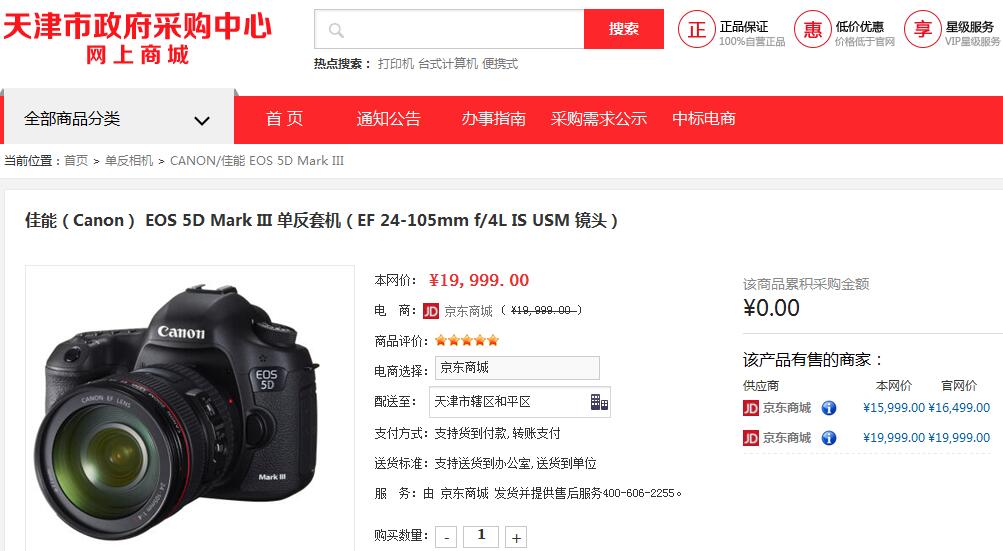 天津市政府采购中心
网上商城
搜索
热点搜索： 打印机 台式计算机 便携式
正 正品保证 100%自营正品
惠 低价优惠 价格低于官网
享 星级服务 VIP星级服务
全部商品分类
首 页 通知公告 办事指南 采购需求公示 中标电商
当前位置：首页 > 单反相机 > CANON/佳能 EOS 5D Mark III
佳能（Canon） EOS 5D Mark III 单反套机（EF 24-105mm f/4L IS USM 镜头）
Canon
EOS
5D
CANON EF LENS
24-105mm 1:4
Mark III
本网价： ¥19,999.00
电 商： JD 京东商城 （ ¥19,999.00 ）
商品评价：
电商选择： 京东商城
配送至： 天津市辖区和平区
支付方式： 支持货到付款, 转账支付
送货标准： 支持送货到办公室, 送货到单位
服 务： 由 京东商城 发货并提供售后服务400-606-2255。
购买数量： - 1 +
该商品累积采购金额
¥0.00
该产品有售的商家：
供应商 本网价 官网价
JD 京东商城 i ¥15,999.00 ¥16,499.00
JD 京东商城 i ¥19,999.00 ¥19,999.00